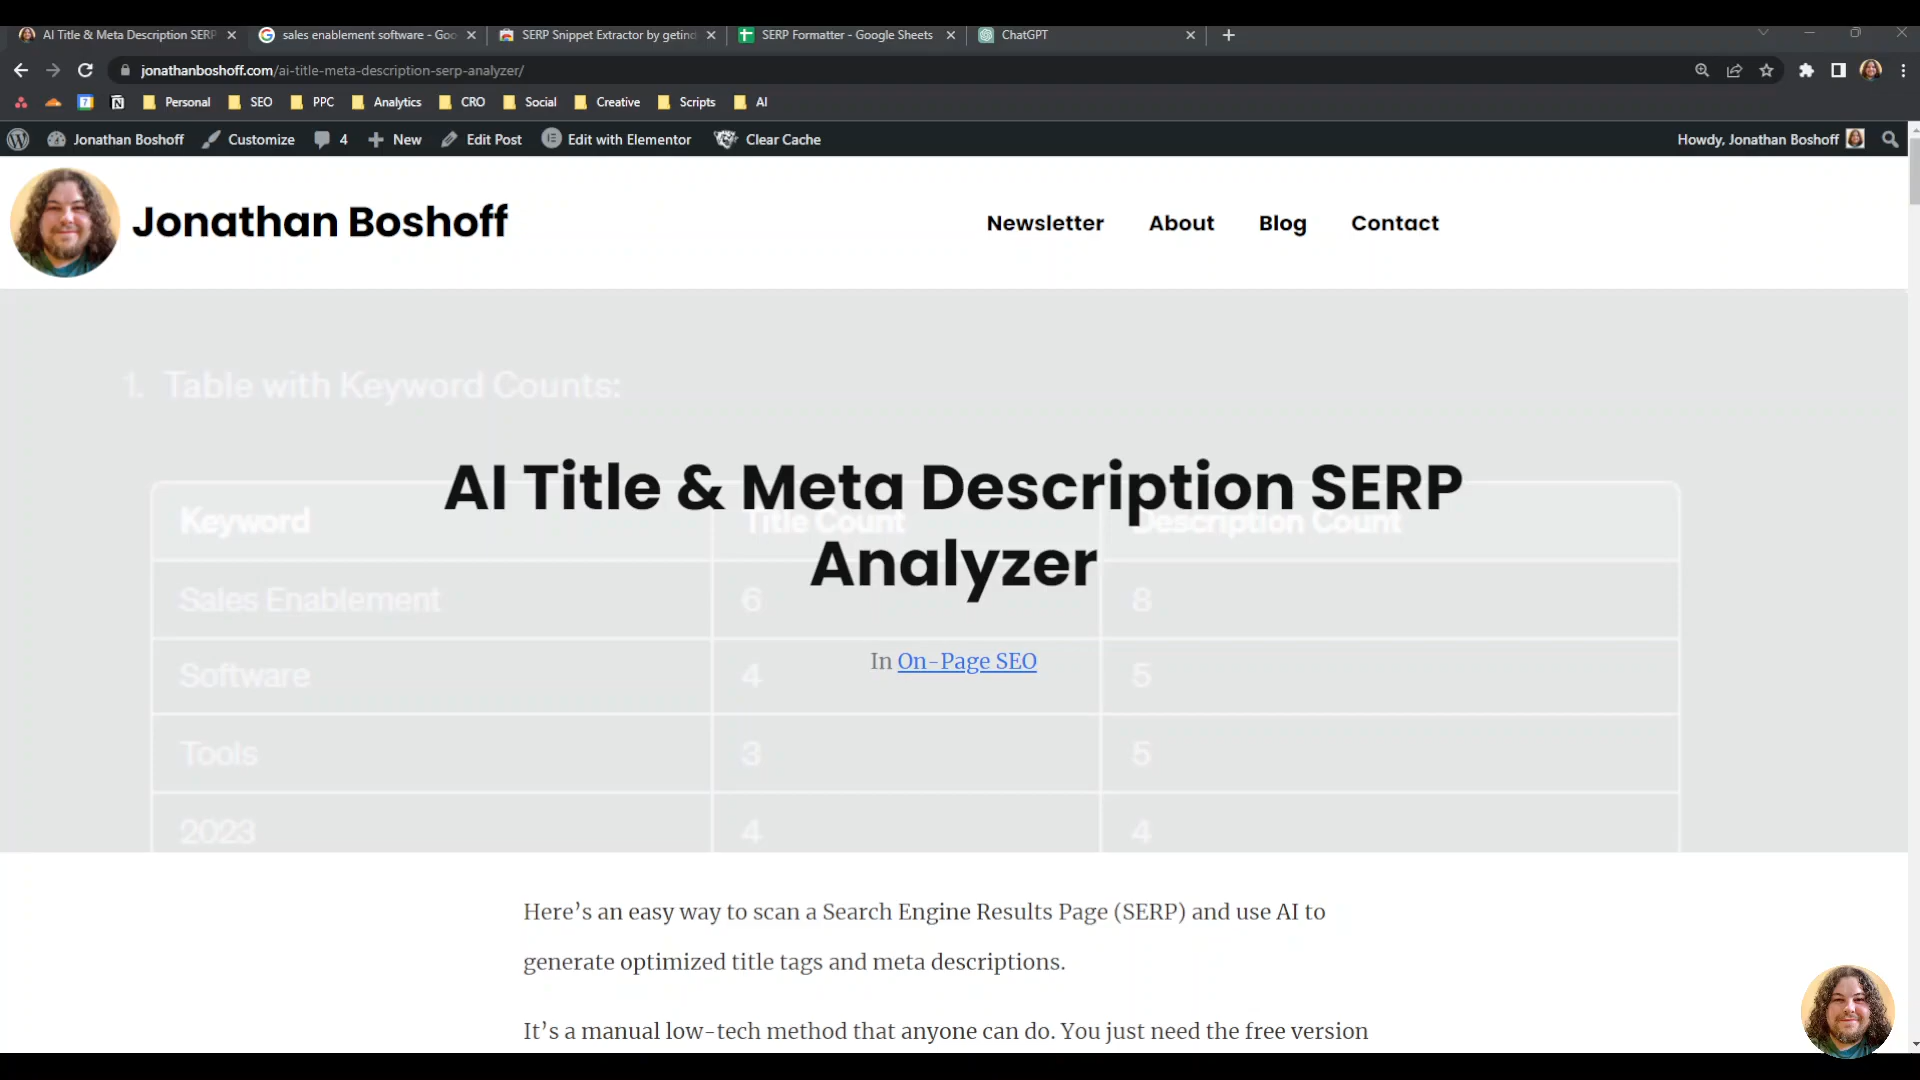 AI Title & Meta Description SERP
sales enablement software - Goo
SERP Snippet Extractor by getind
SERP Formatter - Google Sheets
ChatGPT
jonathanboshoff.com/ai-title-meta-description-serp-analyzer/
7 Personal SEO PPC Analytics CRO Social Creative Scripts AI
Jonathan Boshoff Customize 4 New Edit Post Edit with Elementor Clear Cache Howdy, Jonathan Boshoff
Jonathan Boshoff
Newsletter About Blog Contact
1. Table with Keyword Counts:
AI Title & Meta Description SERP
Analyzer
Keyword Title Count Description Count
Sales Enablement 6 8
In On-Page SEO
Software 4 5
Tools 3 5
2023 4 4
Here’s an easy way to scan a Search Engine Results Page (SERP) and use AI to
generate optimized title tags and meta descriptions.
It’s a manual low-tech method that anyone can do. You just need the free version